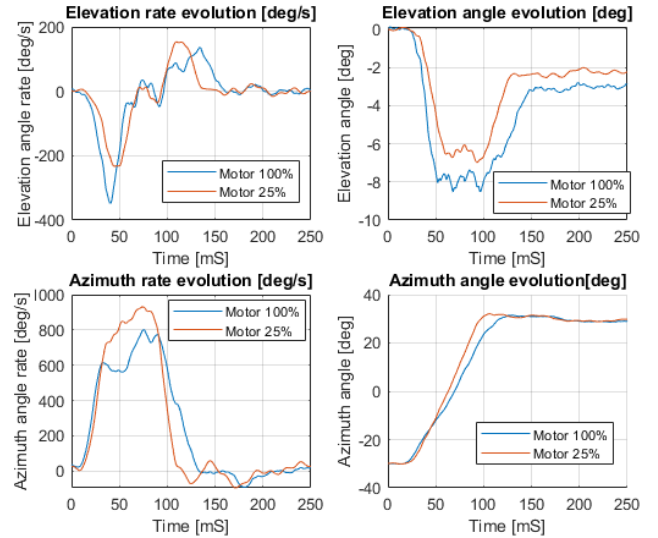 Elevation rate evolution [deg/s]
Elevation angle rate [deg/s]
200
0
-200
-400
0 50 100 150 200 250
Time [mS]
Motor 100%
Motor 25%
Elevation angle evolution [deg]
Elevation angle [deg]
0
-2
-4
-6
-8
-10
0 50 100 150 200 250
Time [mS]
Motor 100%
Motor 25%
Azimuth rate evolution [deg/s]
Azimuth angle rate [deg/s]
1000
800
600
400
200
0
0 50 100 150 200 250
Time [mS]
Motor 100%
Motor 25%
Azimuth angle evolution[deg]
Azimuth angle [deg]
40
20
0
-20
-40
0 50 100 150 200 250
Time [mS]
Motor 100%
Motor 25%